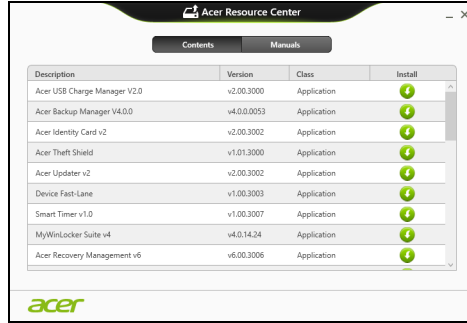 Acer Resource Center
Contents Manuals
Description Version Class Install
Acer USB Charge Manager V2.0 v2.00.3000 Application
Acer Backup Manager V4.0.0 v4.0.0.0053 Application
Acer Identity Card v2 v2.00.3002 Application
Acer Theft Shield v1.01.3000 Application
Acer Updater v2 v2.00.3002 Application
Device Fast-Lane v1.00.3003 Application
Smart Timer v1.0 v1.00.3007 Application
MyWinLocker Suite v4 v4.0.14.24 Application
Acer Recovery Management v6 v6.00.3006 Application
acer